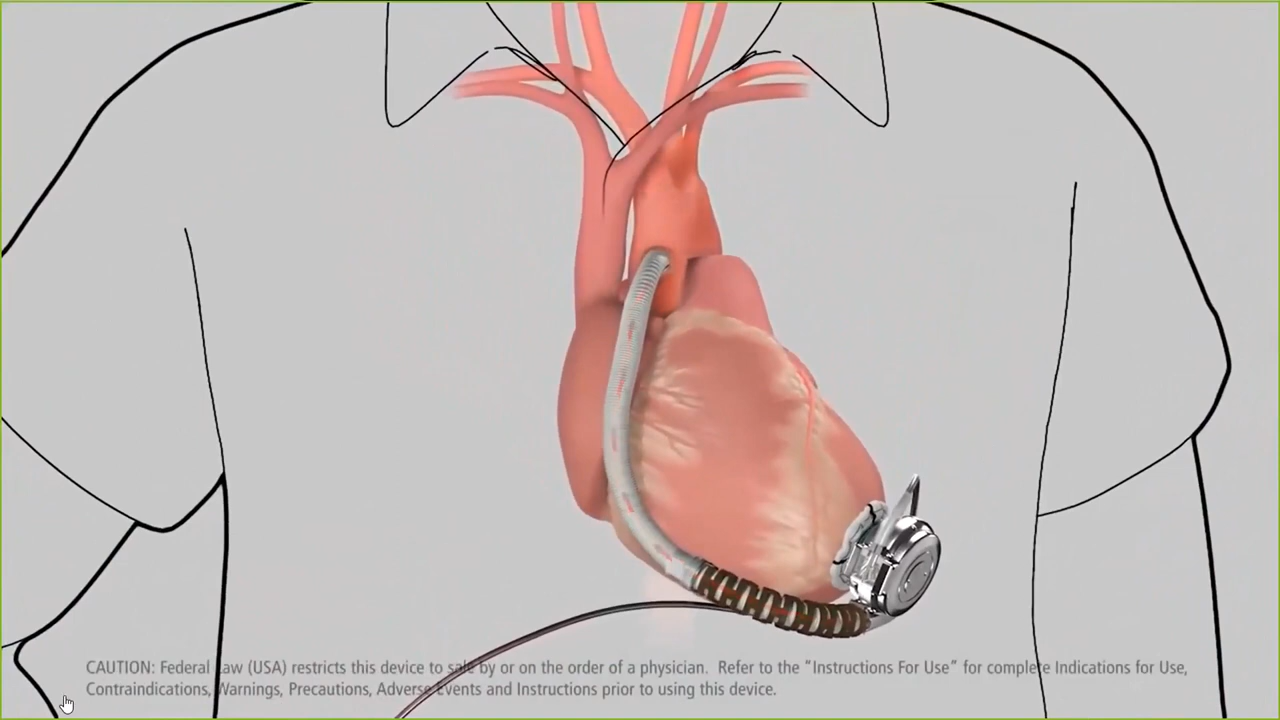 CAUTION: Federal Law (USA) restricts this device to sale by or on the order of a physician.  Refer to the “Instructions For Use” for complete Indications for Use,
Contraindications, Warnings, Precautions, Adverse Events and Instructions prior to using this device.